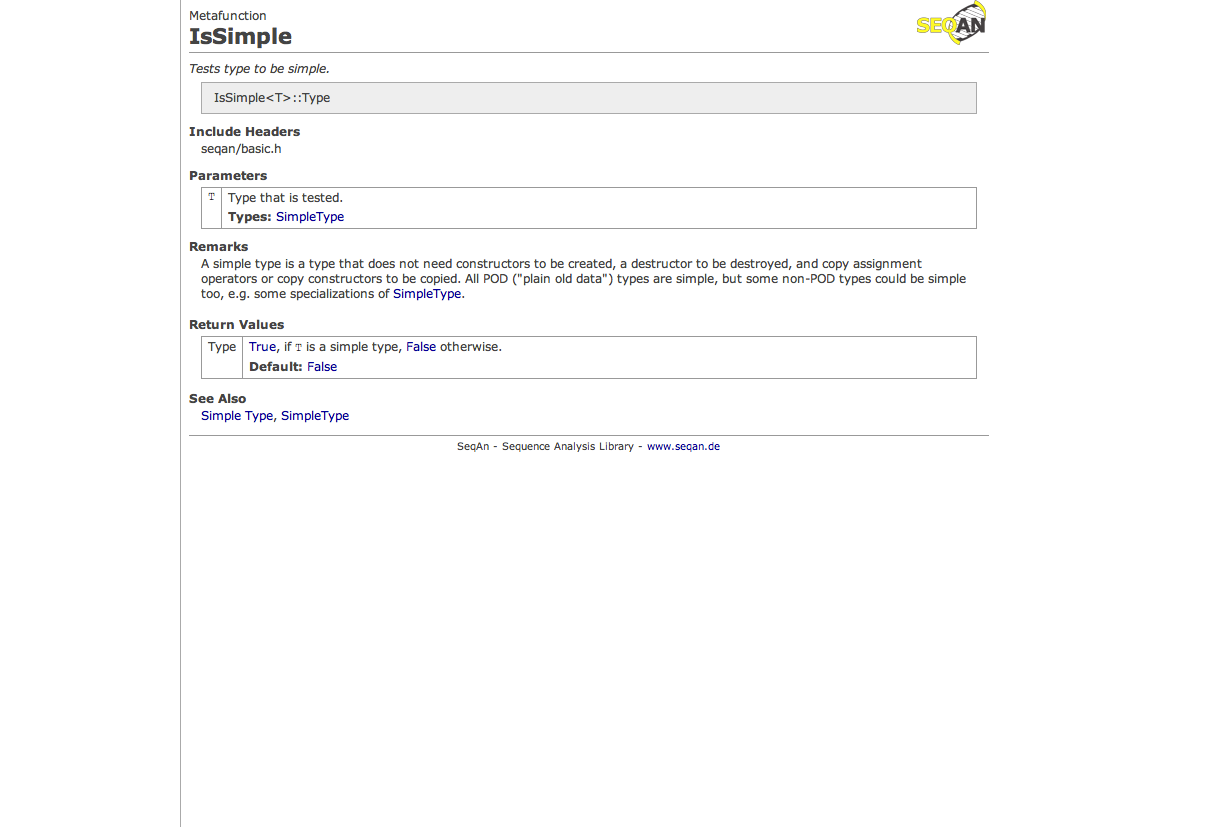 Metafunction
IsSimple
SEQAN
Tests type to be simple.
IsSimple<T>::Type
Include Headers
seqan/basic.h
Parameters
T Type that is tested.
Types: SimpleType
Remarks
A simple type is a type that does not need constructors to be created, a destructor to be destroyed, and copy assignment
operators or copy constructors to be copied. All POD ("plain old data") types are simple, but some non-POD types could be simple
too, e.g. some specializations of SimpleType.
Return Values
Type True, if T is a simple type, False otherwise.
Default: False
See Also
Simple Type, SimpleType
SeqAn - Sequence Analysis Library - www.seqan.de